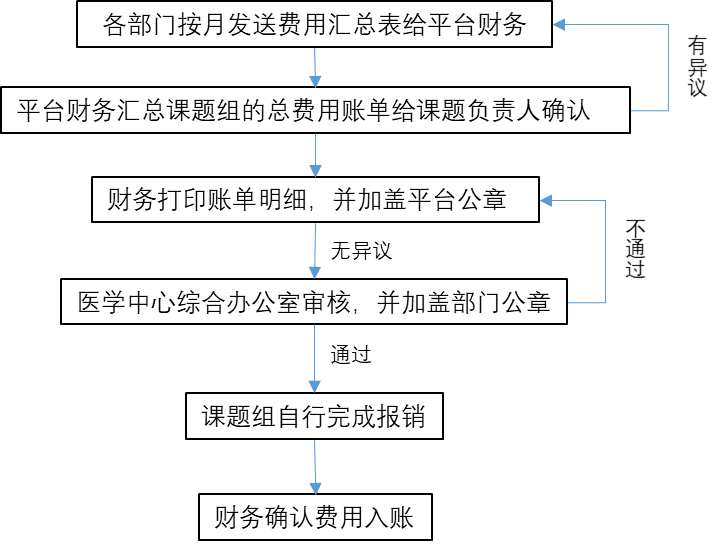 各部门按月发送费用汇总表给平台财务
有异议
平台财务汇总课题组的总费用账单给课题负责人确认
财务打印账单明细，并加盖平台公章
不通过
无异议
医学中心综合办公室审核，并加盖部门公章
通过
课题组自行完成报销
财务确认费用入账